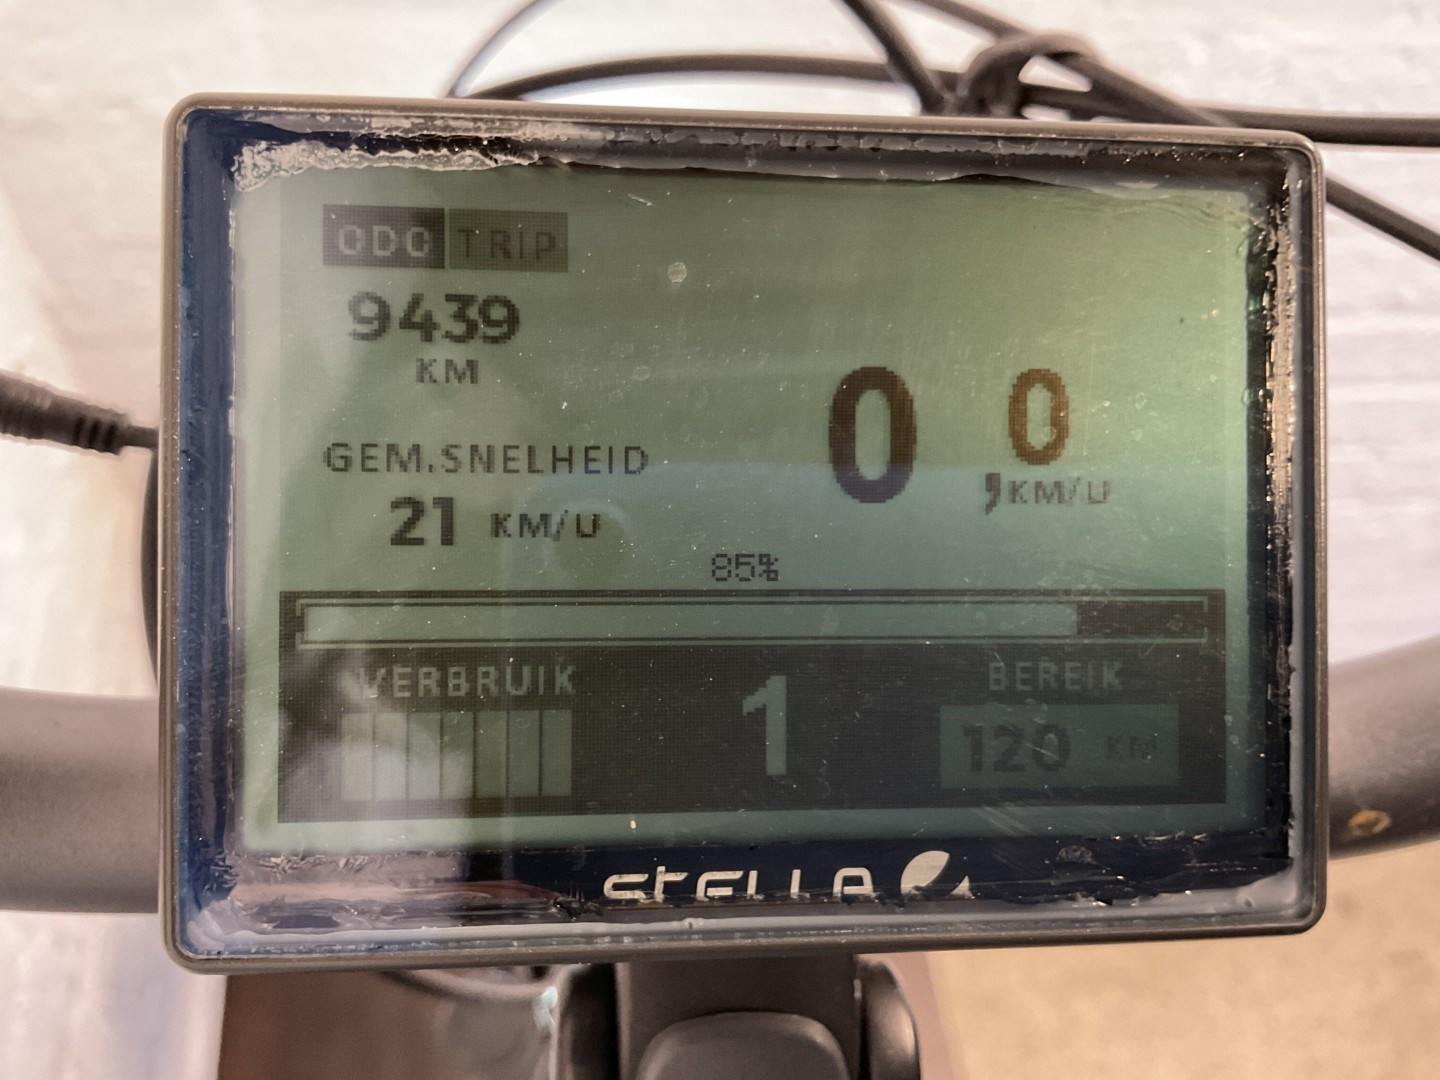 ODO TRIP
9439
KM
GEM.SNELHEID
21 KM/U
0,0 KM/U
85%
VERBRUIK
1
BEREIK
120 KM
STELLA